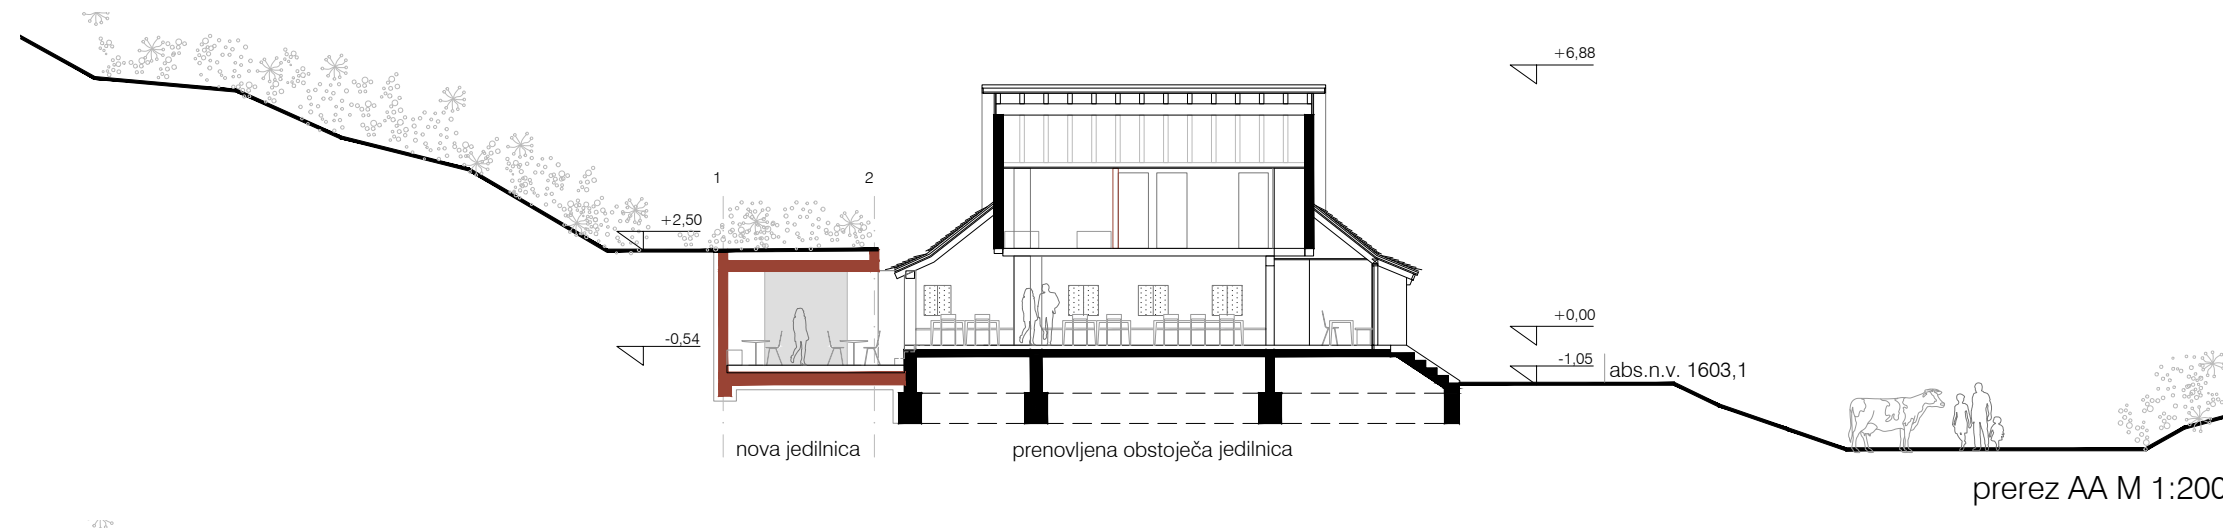 +6,88
1
2
+2,50
+0,00
-0,54
-1,05
abs.n.v. 1603,1
nova jedilnica
prenovljena obstoječa jedilnica
prerez AA M 1:200